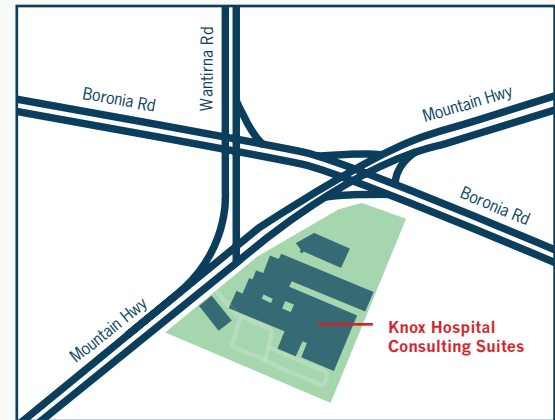 Wantirna Rd
Boronia Rd
Mountain Hwy
Boronia Rd
Mountain Hwy
Knox Hospital
Consulting Suites